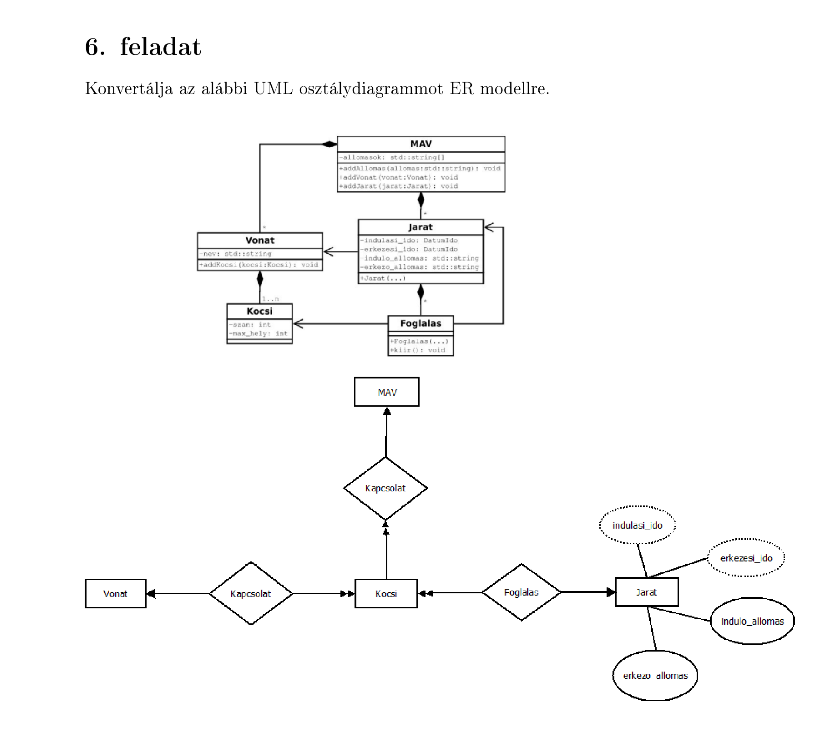 6. feladat
Konvertálja az alábbi UML osztálydiagrammot ER modellre.
MAV
-allomasok: std::string[]
+addAllomas(allomas:std::string): void
+addVonat(vonat:Vonat): void
+addJarat(jarat:Jarat): void
*
*
Jarat
-indulasi_ido: DatumIdo
-erkezesi_ido: DatumIdo
indulo_allomas: std::string
-erkezo_allomas: std::string
+Jarat(...)
Vonat
-nev: std::string
+addKocsi(kocsi:Kocsi): void
1..n
*
Kocsi
-szam: int
-max_hely: int
Foglalas
+Foglalas(...)
+kiir(): void
MAV
Kapcsolat
indulasi_ido
erkezesi_ido
Vonat
Kapcsolat
Kocsi
Foglalas
Jarat
indulo_allomas
erkezo_allomas